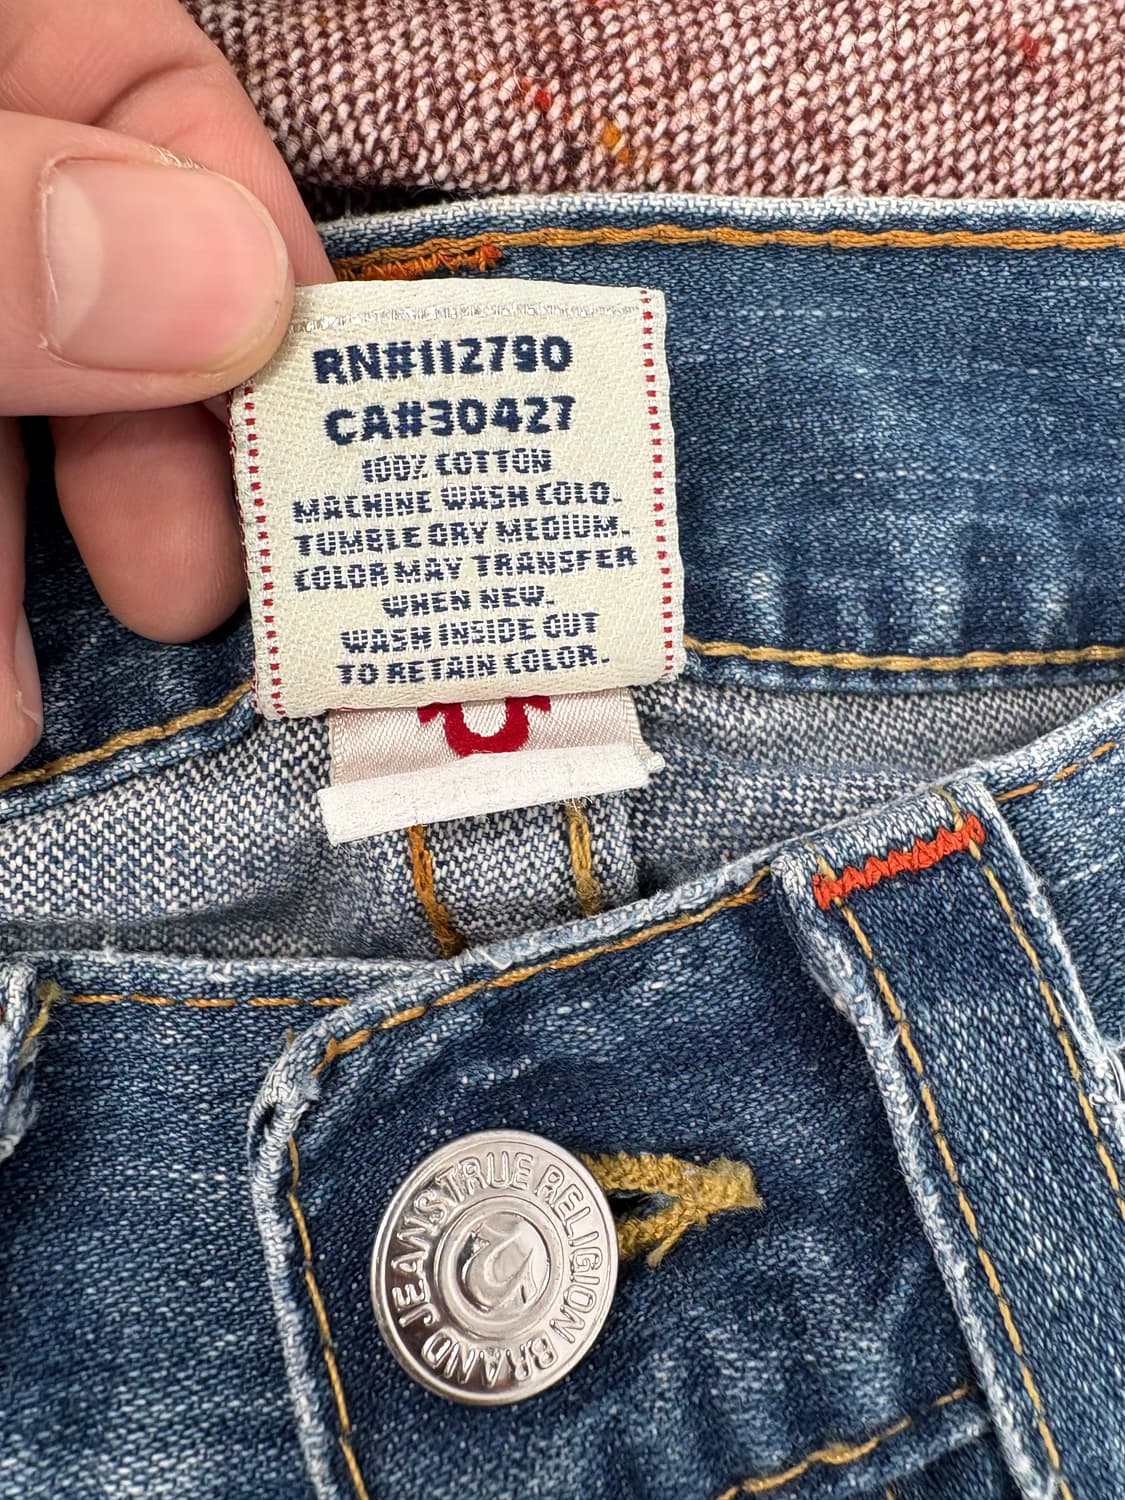 RN#112790
CA#30427
100% COTTON
MACHINE WASH COLD.
TUMBLE DRY MEDIUM.
COLOR MAY TRANSFER
WHEN NEW.
WASH INSIDE OUT
TO RETAIN COLOR.
TRUE RELIGION BRAND JEANS